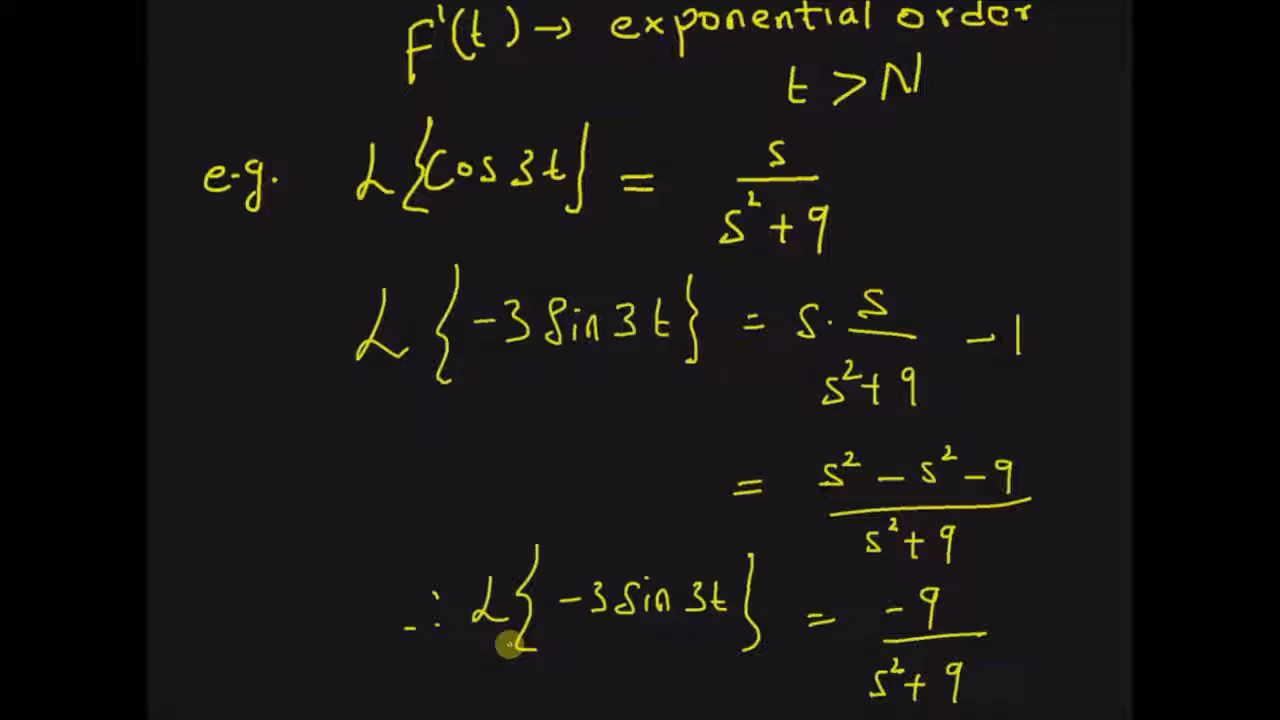 F'(t) → exponential order
t > N
e.g. L{Cos 3t} = s / (s² + 9)
L{-3 Sin 3t} = s · s / (s² + 9) - 1
= (s² - s² - 9) / (s² + 9)
∴ L{-3 Sin 3t} = -9 / (s² + 9)